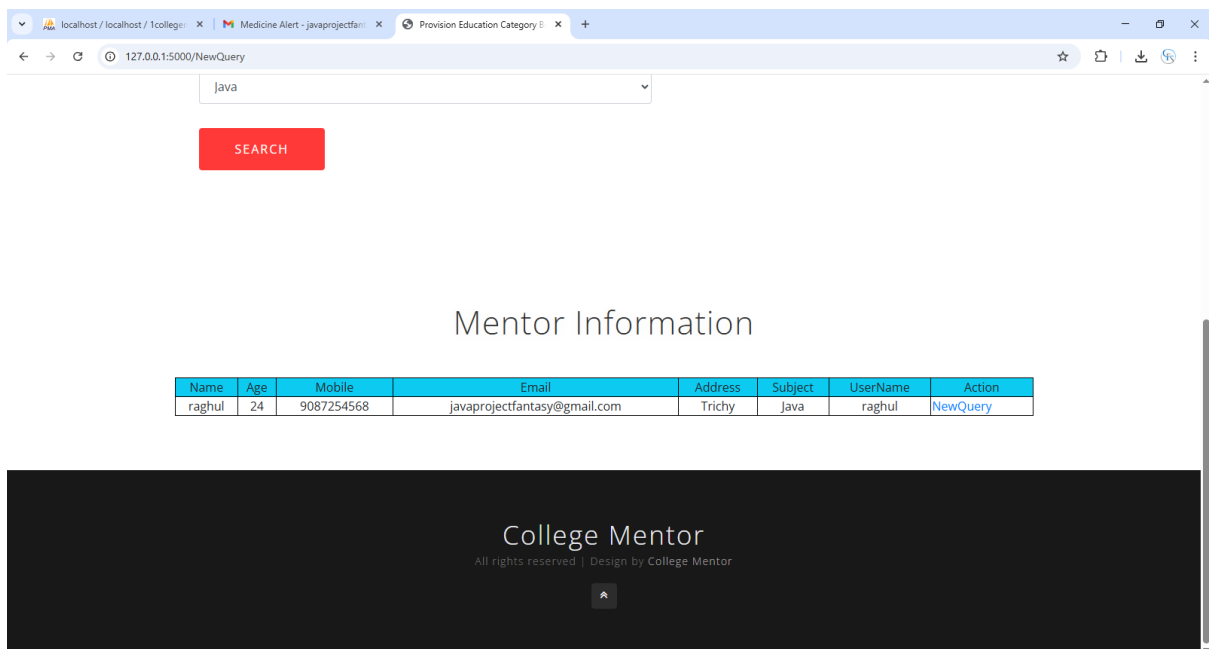 localhost / localhost / 1colleger Medicine Alert - javaprojectfant Provision Education Category B
127.0.0.1:5000/NewQuery
Java
SEARCH
Mentor Information
Name Age Mobile Email Address Subject UserName Action
raghul 24 9087254568 javaprojectfantasy@gmail.com Trichy Java raghul NewQuery
College Mentor
All rights reserved | Design by College Mentor